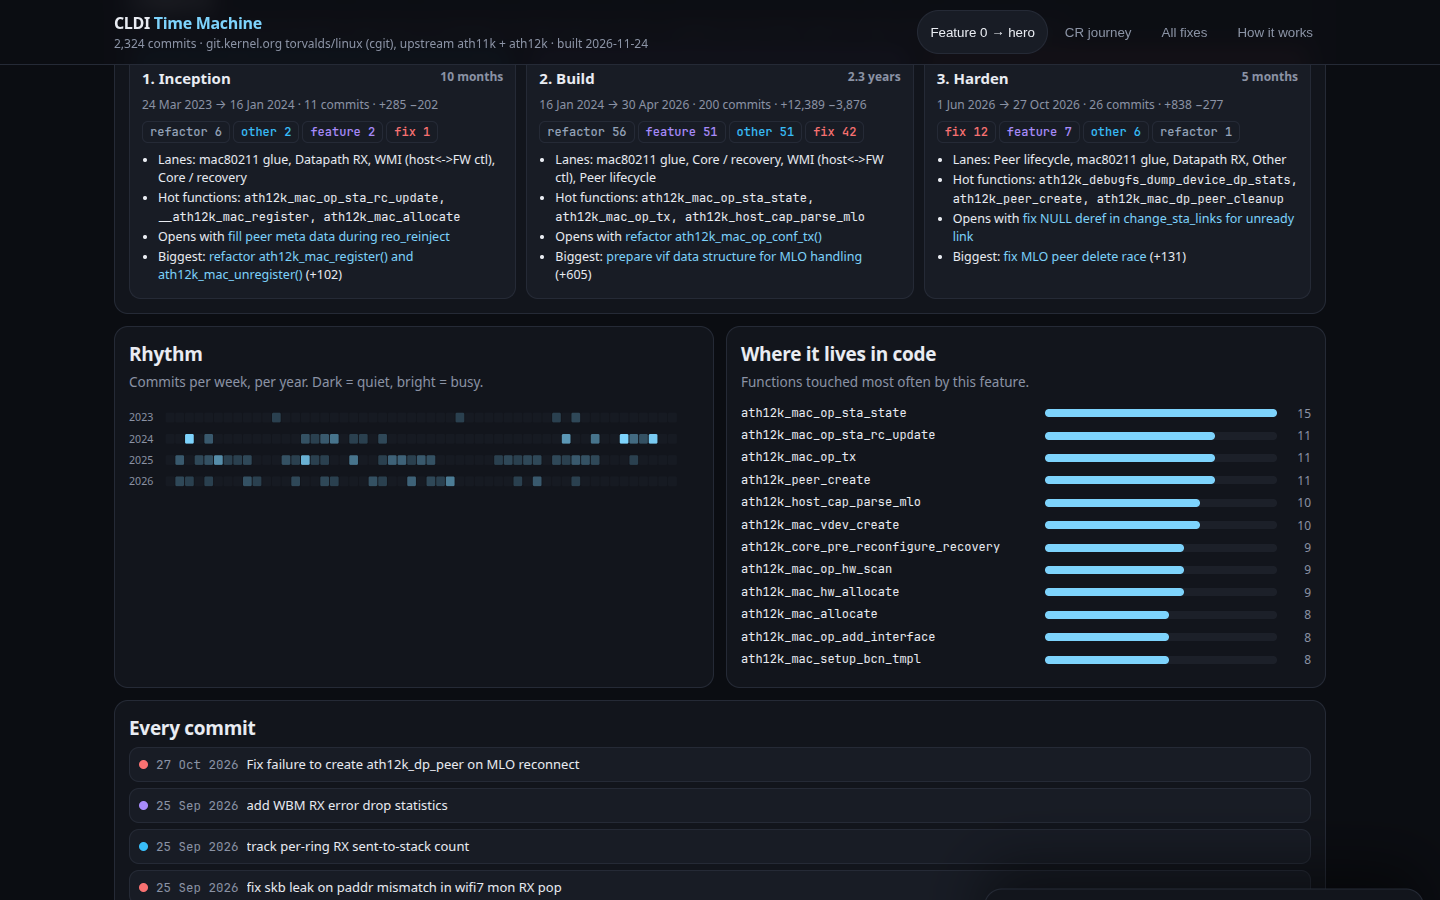 CLDI Time Machine
2,324 commits · git.kernel.org torvalds/linux (cgit), upstream ath11k + ath12k · built 2026-11-24
Feature 0 → hero
CR journey
All fixes
How it works
1. Inception
10 months
24 Mar 2023 → 16 Jan 2024 · 11 commits · +285 −202
refactor 6
other 2
feature 2
fix 1
• Lanes: mac80211 glue, Datapath RX, WMI (host<->FW ctl),
Core / recovery
• Hot functions: ath12k_mac_op_sta_rc_update,
__ath12k_mac_register, ath12k_mac_allocate
• Opens with fill peer meta data during reo_reinject
• Biggest: refactor ath12k_mac_register() and
ath12k_mac_unregister() (+102)
2. Build
2.3 years
16 Jan 2024 → 30 Apr 2026 · 200 commits · +12,389 −3,876
refactor 56
feature 51
other 51
fix 42
• Lanes: mac80211 glue, Core / recovery, WMI (host<->FW
ctl), Peer lifecycle
• Hot functions: ath12k_mac_op_sta_state,
ath12k_mac_op_tx, ath12k_host_cap_parse_mlo
• Opens with refactor ath12k_mac_op_conf_tx()
• Biggest: prepare vif data structure for MLO handling
(+605)
3. Harden
5 months
1 Jun 2026 → 27 Oct 2026 · 26 commits · +838 −277
fix 12
feature 7
other 6
refactor 1
• Lanes: Peer lifecycle, mac80211 glue, Datapath RX, Other
• Hot functions: ath12k_debugfs_dump_device_dp_stats,
ath12k_peer_create, ath12k_mac_dp_peer_cleanup
• Opens with fix NULL deref in change_sta_links for unready
link
• Biggest: fix MLO peer delete race (+131)
Rhythm
Commits per week, per year. Dark = quiet, bright = busy.
2023
2024
2025
2026
Where it lives in code
Functions touched most often by this feature.
ath12k_mac_op_sta_state 15
ath12k_mac_op_sta_rc_update 11
ath12k_mac_op_tx 11
ath12k_peer_create 11
ath12k_host_cap_parse_mlo 10
ath12k_mac_vdev_create 10
ath12k_core_pre_reconfigure_recovery 9
ath12k_mac_op_hw_scan 9
ath12k_mac_hw_allocate 9
ath12k_mac_allocate 8
ath12k_mac_op_add_interface 8
ath12k_mac_setup_bcn_tmpl 8
Every commit
27 Oct 2026 Fix failure to create ath12k_dp_peer on MLO reconnect
25 Sep 2026 add WBM RX error drop statistics
25 Sep 2026 track per-ring RX sent-to-stack count
25 Sep 2026 fix skb leak on paddr mismatch in wifi7 mon RX pop